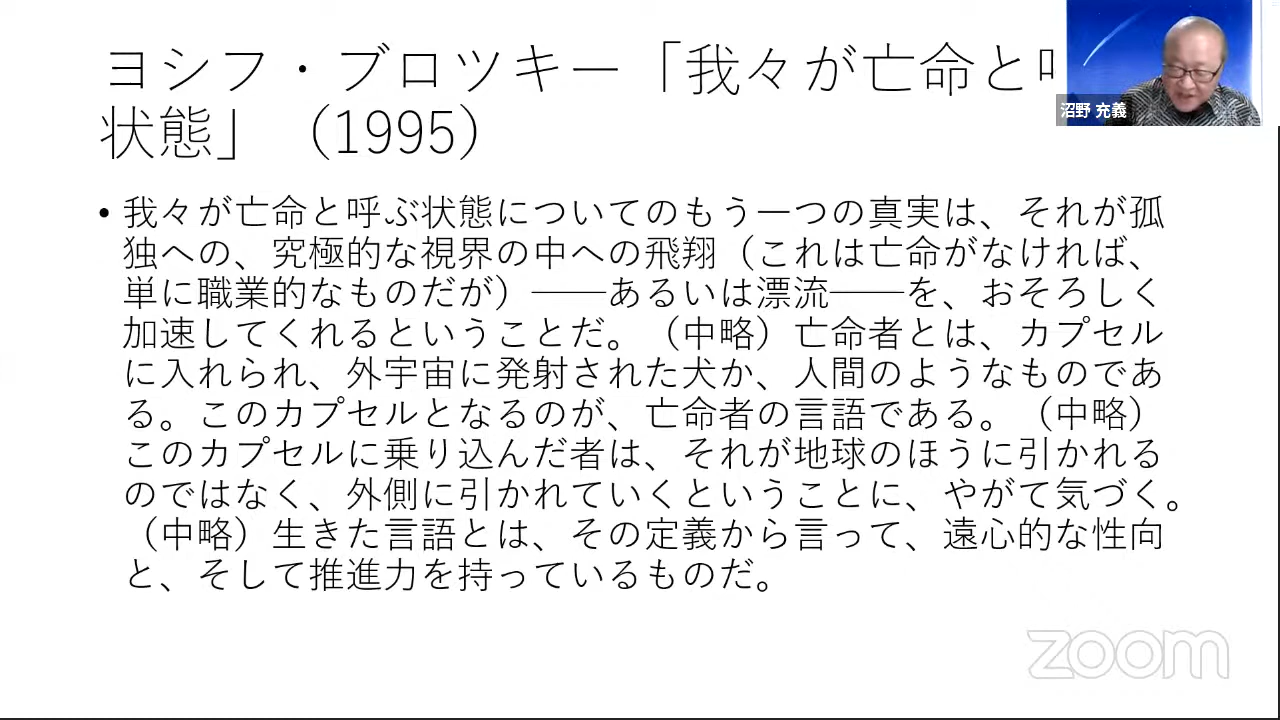 ヨシフ・ブロツキー「我々が亡命と
状態」（1995）
沼野 充義
• 我々が亡命と呼ぶ状態についてのもう一つの真実は、それが孤
独への、究極的な視界の中への飛翔（これは亡命がなければ、
単に職業的なものだが）——あるいは漂流——を、おそろしく
加速してくれるということだ。（中略）亡命者とは、カプセル
に入れられ、外宇宙に発射された犬か、人間のようなものであ
る。このカプセルとなるのが、亡命者の言語である。（中略）
このカプセルに乗り込んだ者は、それが地球のほうに引かれる
のではなく、外側に引かれていくということに、やがて気づく。
（中略）生きた言語とは、その定義から言って、遠心的な性向
と、そして推進力を持っているものだ。
zoom